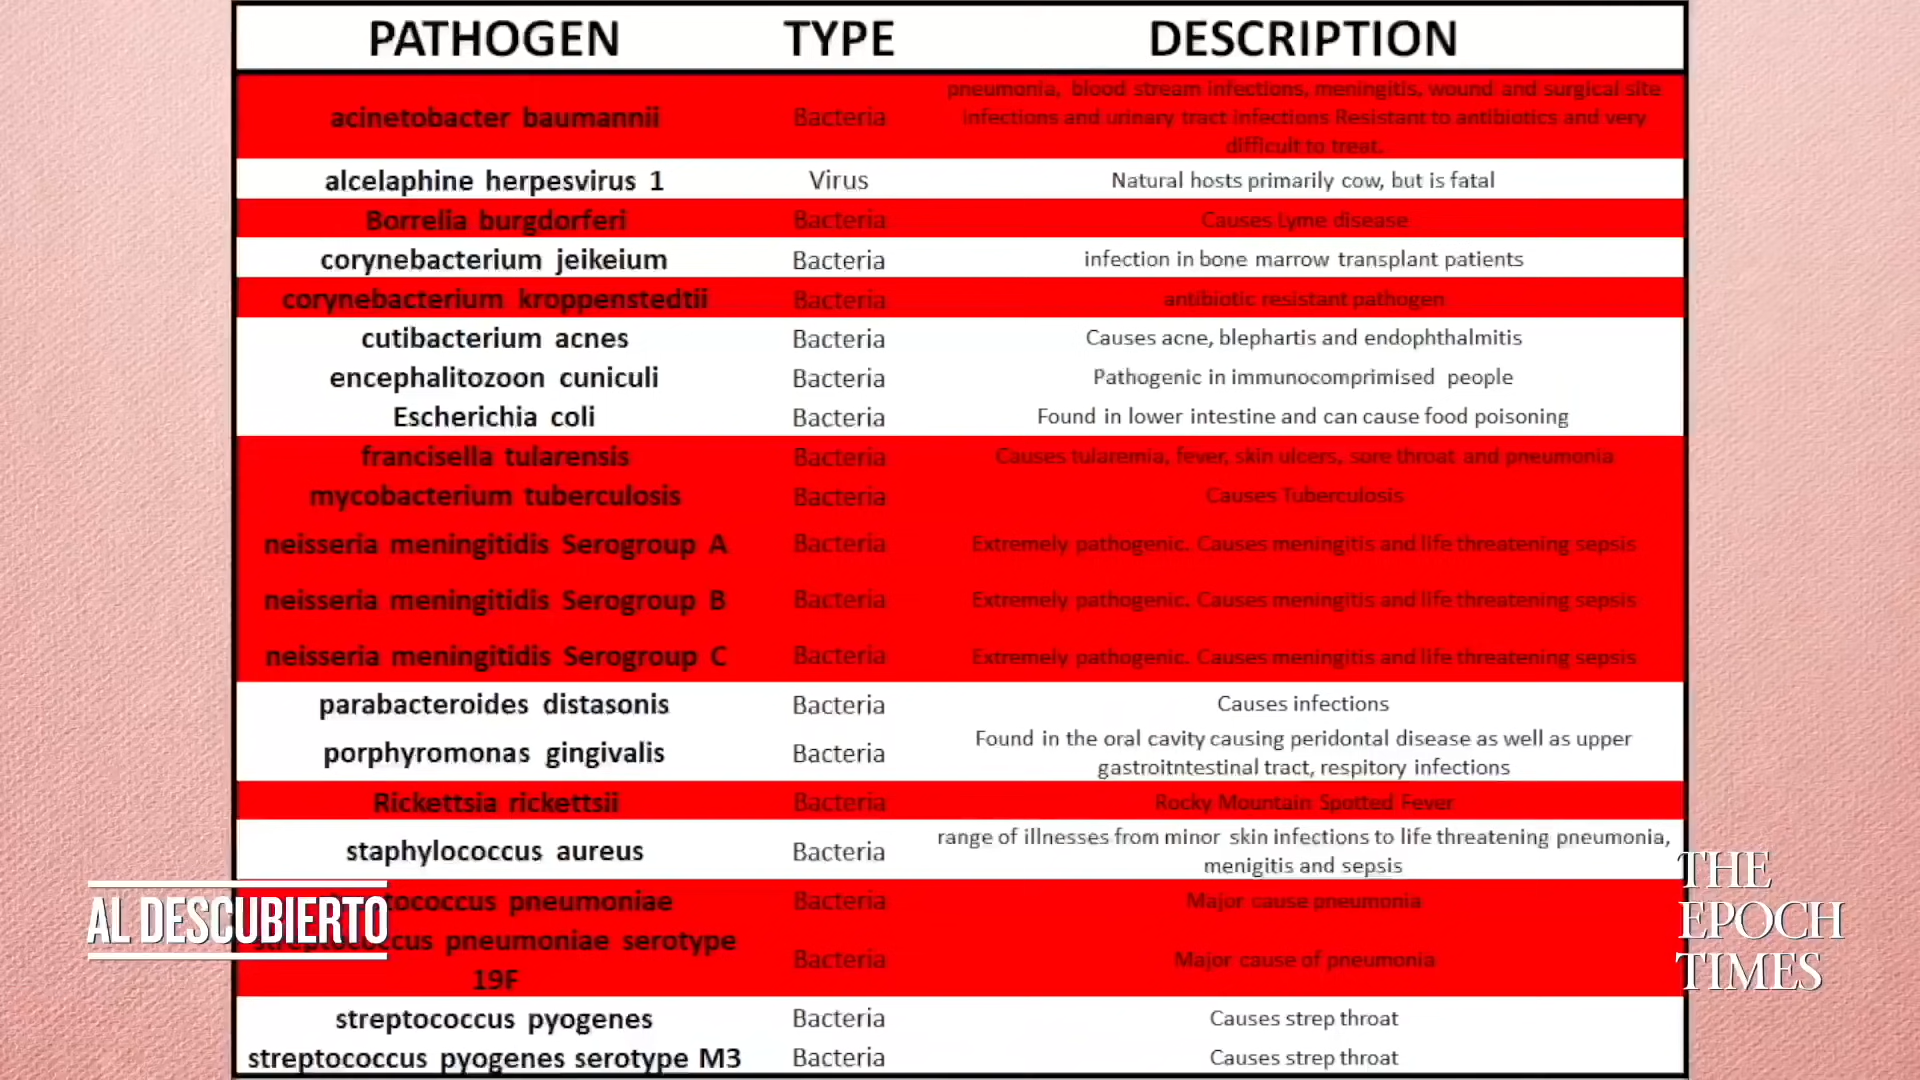 PATHOGEN TYPE DESCRIPTION
acinetobacter baumannii Bacteria pneumonia, blood stream infections, meningitis, wound and surgical site
infections and urinary tract infections Resistant to antibiotics and very
difficult to treat.
alcelaphine herpesvirus 1 Virus Natural hosts primarily cow, but is fatal
Borrelia burgdorferi Bacteria Causes Lyme disease
corynebacterium jeikeium Bacteria infection in bone marrow transplant patients
corynebacterium kroppenstedtii Bacteria antibiotic resistant pathogen
cutibacterium acnes Bacteria Causes acne, blephartis and endophthalmitis
encephalitozoon cuniculi Bacteria Pathogenic in immunocomprimised people
Escherichia coli Bacteria Found in lower intestine and can cause food poisoning
francisella tularensis Bacteria Causes tularemia, fever, skin ulcers, sore throat and pneumonia
mycobacterium tuberculosis Bacteria Causes Tuberculosis
neisseria meningitidis Serogroup A Bacteria Extremely pathogenic. Causes meningitis and life threatening sepsis
neisseria meningitidis Serogroup B Bacteria Extremely pathogenic. Causes meningitis and life threatening sepsis
neisseria meningitidis Serogroup C Bacteria Extremely pathogenic. Causes meningitis and life threatening sepsis
parabacteroides distasonis Bacteria Causes infections
porphyromonas gingivalis Bacteria Found in the oral cavity causing peridontal disease as well as upper
gastroitntestinal tract, respitory infections
Rickettsia rickettsii Bacteria Rocky Mountain Spotted Fever
staphylococcus aureus Bacteria range of illnesses from minor skin infections to life threatening pneumonia,
menigitis and sepsis
pneumoniae Bacteria Major cause pneumonia
pneumoniae serotype
19F Bacteria Major cause of pneumonia
streptococcus pyogenes Bacteria Causes strep throat
streptococcus pyogenes serotype M3 Bacteria Causes strep throat
AL DESCUBIERTO
THE
EPOCH
TIMES